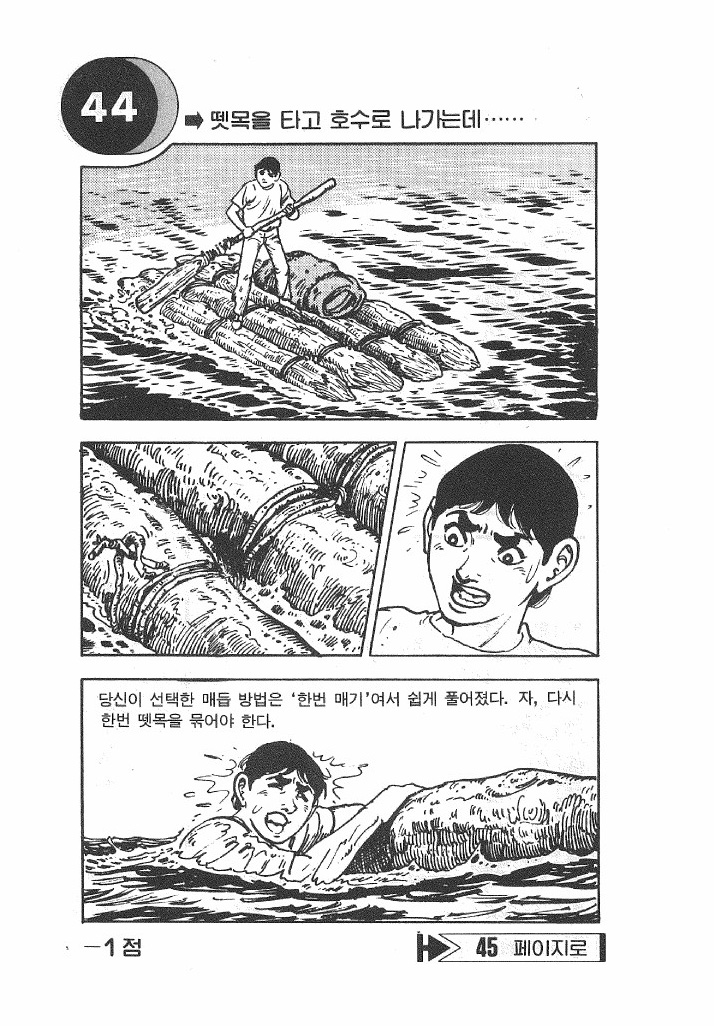 44
➡ 뗏목을 타고 호수로 나가는데……
당신이 선택한 매듭 방법은 ‘한번 매기’여서 쉽게 풀어졌다. 자, 다시
한번 뗏목을 묶어야 한다.
—1점
45 페이지로